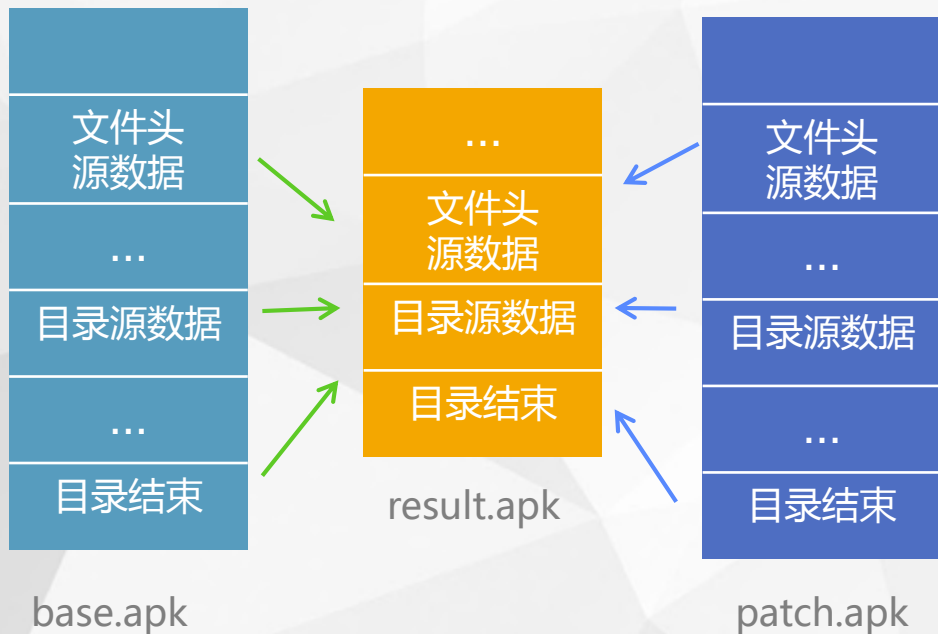 文件头
源数据
...
目录源数据
...
目录结束
base.apk
...
文件头
源数据
目录源数据
目录结束
result.apk
文件头
源数据
...
目录源数据
...
目录结束
patch.apk